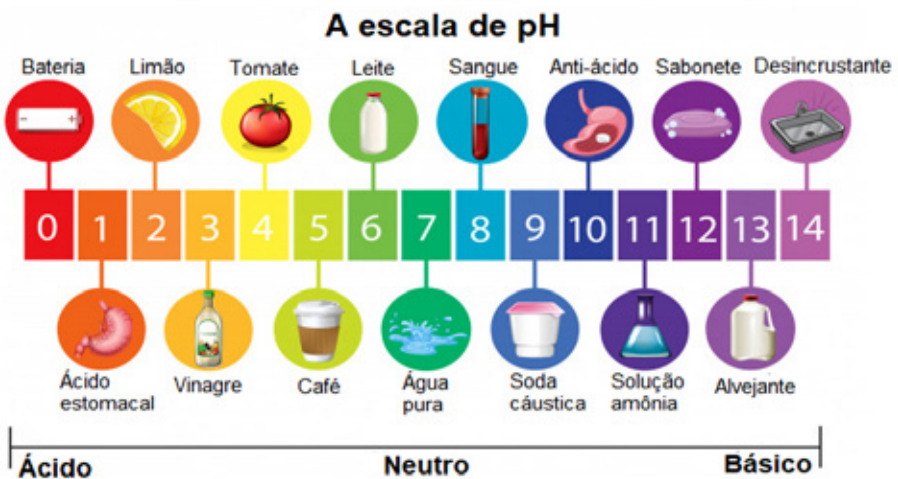 A escala de pH
Bateria Limão Tomate Leite Sangue Anti-ácido Sabonete Desincrustante
0 1 2 3 4 5 6 7 8 9 10 11 12 13 14
Ácido
estomacal
Vinagre
Café
Água
pura
Soda
cáustica
Solução
amônia
Alvejante
Ácido Neutro Básico